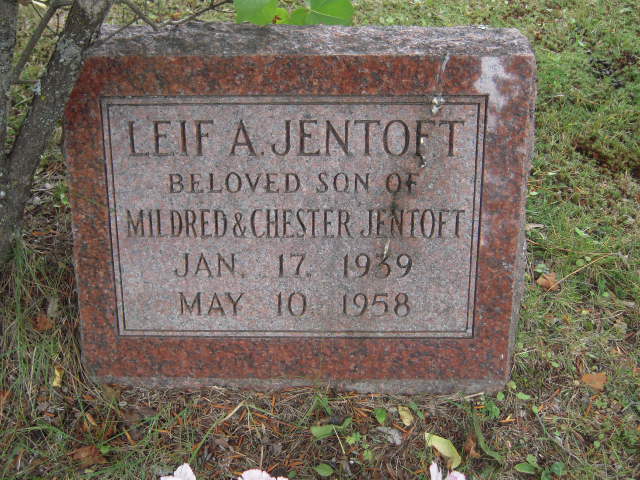 LEIF A. JENTOFT
BELOVED SON OF
MILDRED & CHESTER JENTOFT
JAN. 17, 1939
MAY 10 1958